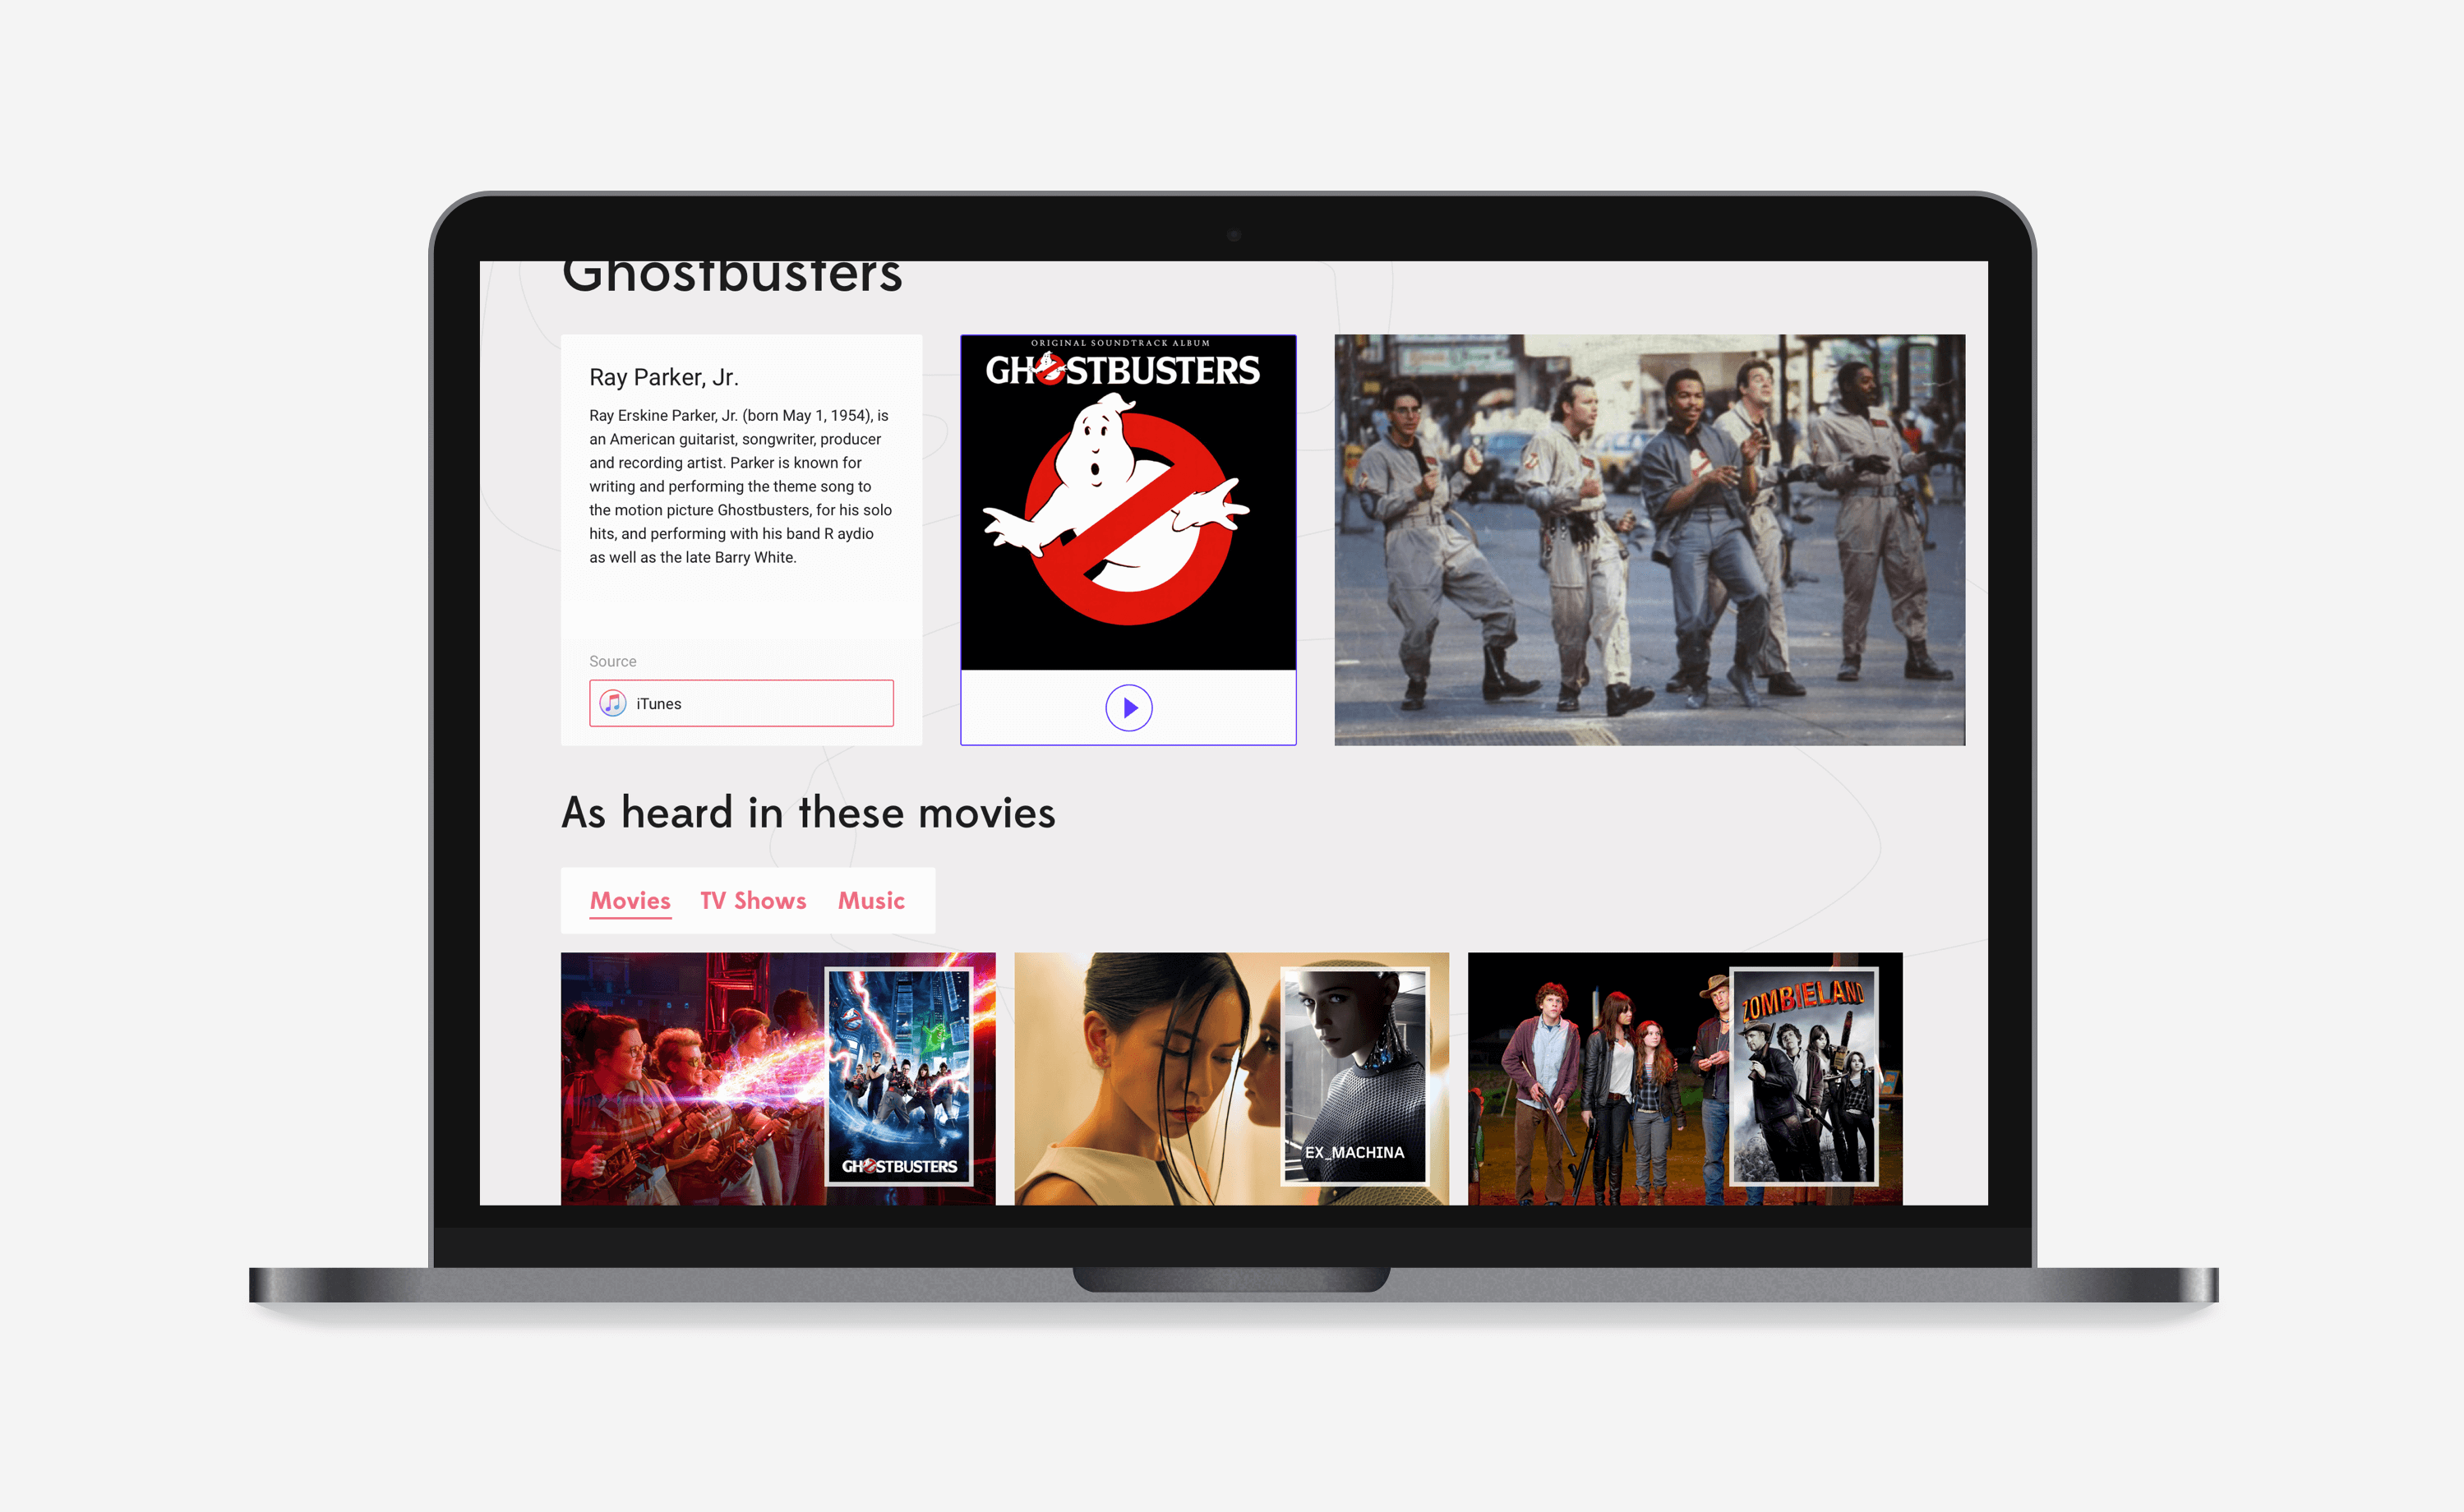 Ghostbusters
Ray Parker, Jr.
Ray Erskine Parker, Jr. (born May 1, 1954), is
an American guitarist, songwriter, producer
and recording artist. Parker is known for
writing and performing the theme song to
the motion picture Ghostbusters, for his solo
hits, and performing with his band R aydio
as well as the late Barry White.
Source
iTunes
ORIGINAL SOUNDTRACK ALBUM
GHOSTBUSTERS
As heard in these movies
Movies TV Shows Music
GHOSTBUSTERS
EX_MACHINA
ZOMBIELAND